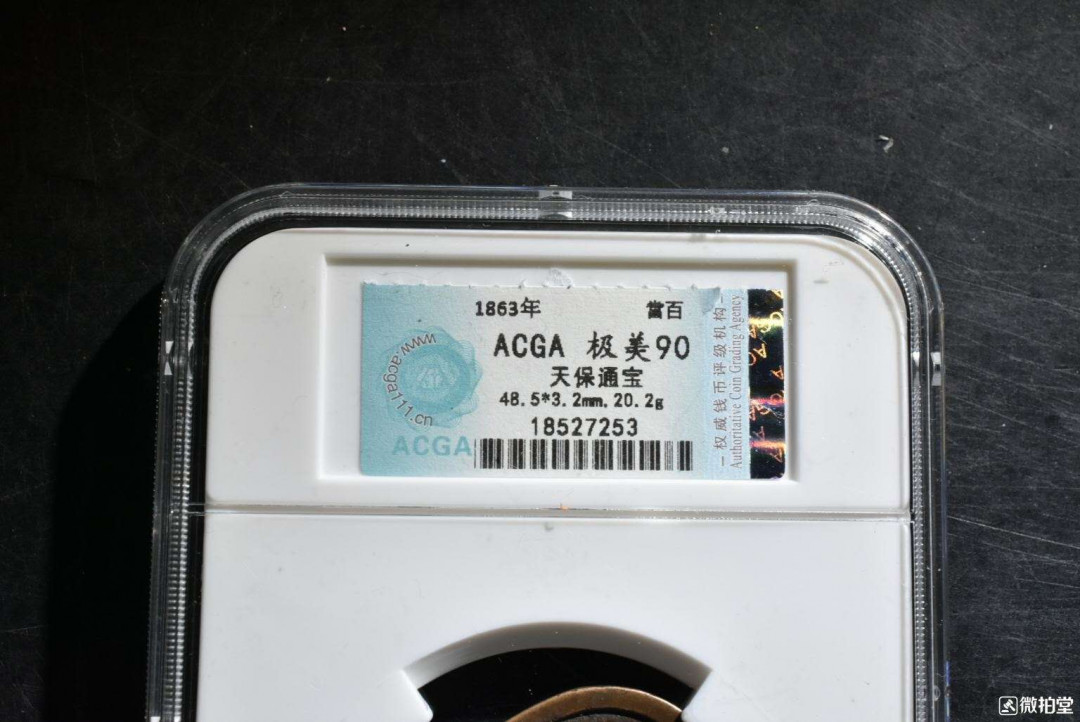 1863年 當百
ACGA 极美90
天保通宝
48.5*3.2mm,20.2g
18527253
www.acga111.cn
ACGA
权威钱币评级机构
Authoritative Coin Grading Agency
微拍堂